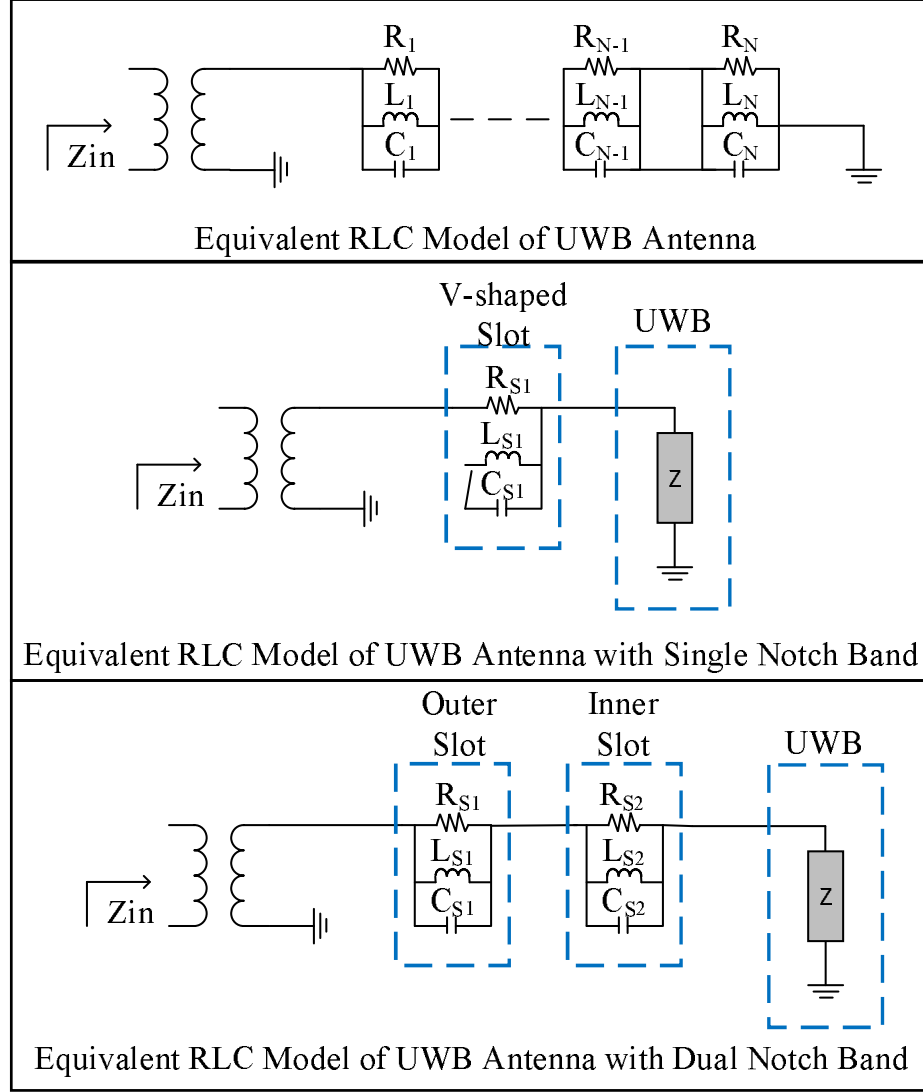 R1 RN-1 RN
L1 LN-1 LN
C1 CN-1 CN
Zin
Equivalent RLC Model of UWB Antenna
V-shaped
Slot
UWB
RS1
LS1
CS1
Zin
Z
Equivalent RLC Model of UWB Antenna with Single Notch Band
Outer Inner
Slot Slot
UWB
RS1 RS2
LS1 LS2
CS1 CS2
Zin
Z
Equivalent RLC Model of UWB Antenna with Dual Notch Band